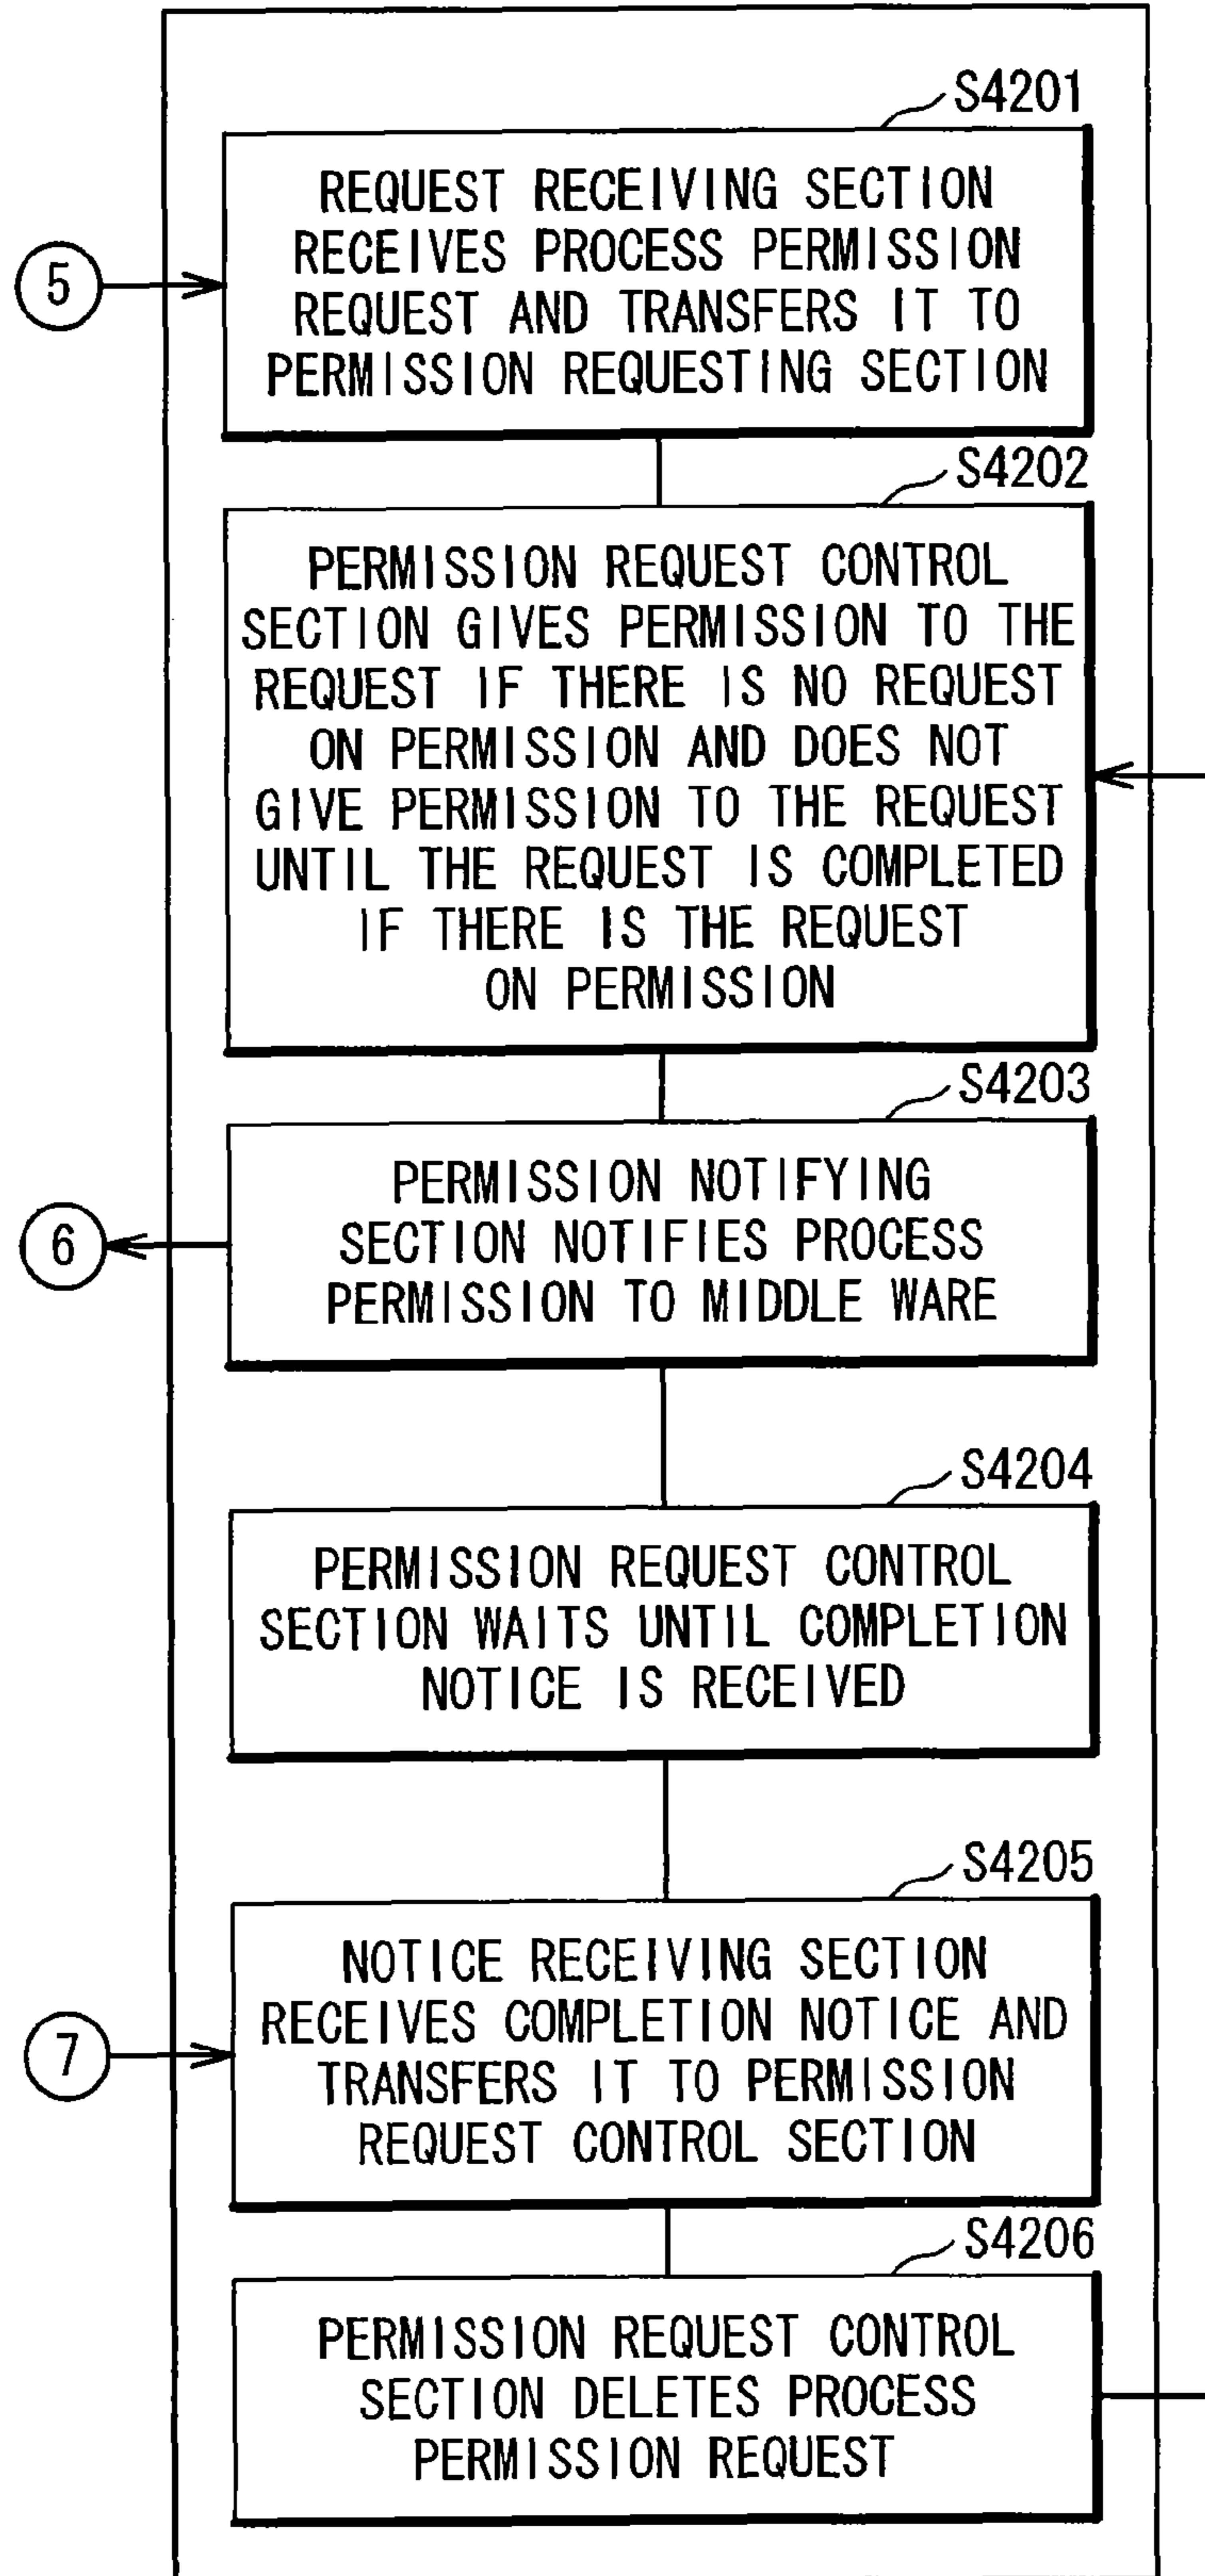 S4201
REQUEST RECEIVING SECTION
RECEIVES PROCESS PERMISSION
REQUEST AND TRANSFERS IT TO
PERMISSION REQUESTING SECTION
5
S4202
PERMISSION REQUEST CONTROL
SECTION GIVES PERMISSION TO THE
REQUEST IF THERE IS NO REQUEST
ON PERMISSION AND DOES NOT
GIVE PERMISSION TO THE REQUEST
UNTIL THE REQUEST IS COMPLETED
IF THERE IS THE REQUEST
ON PERMISSION
S4203
PERMISSION NOTIFYING
SECTION NOTIFIES PROCESS
PERMISSION TO MIDDLE WARE
6
S4204
PERMISSION REQUEST CONTROL
SECTION WAITS UNTIL COMPLETION
NOTICE IS RECEIVED
S4205
NOTICE RECEIVING SECTION
RECEIVES COMPLETION NOTICE AND
TRANSFERS IT TO PERMISSION
REQUEST CONTROL SECTION
7
S4206
PERMISSION REQUEST CONTROL
SECTION DELETES PROCESS
PERMISSION REQUEST